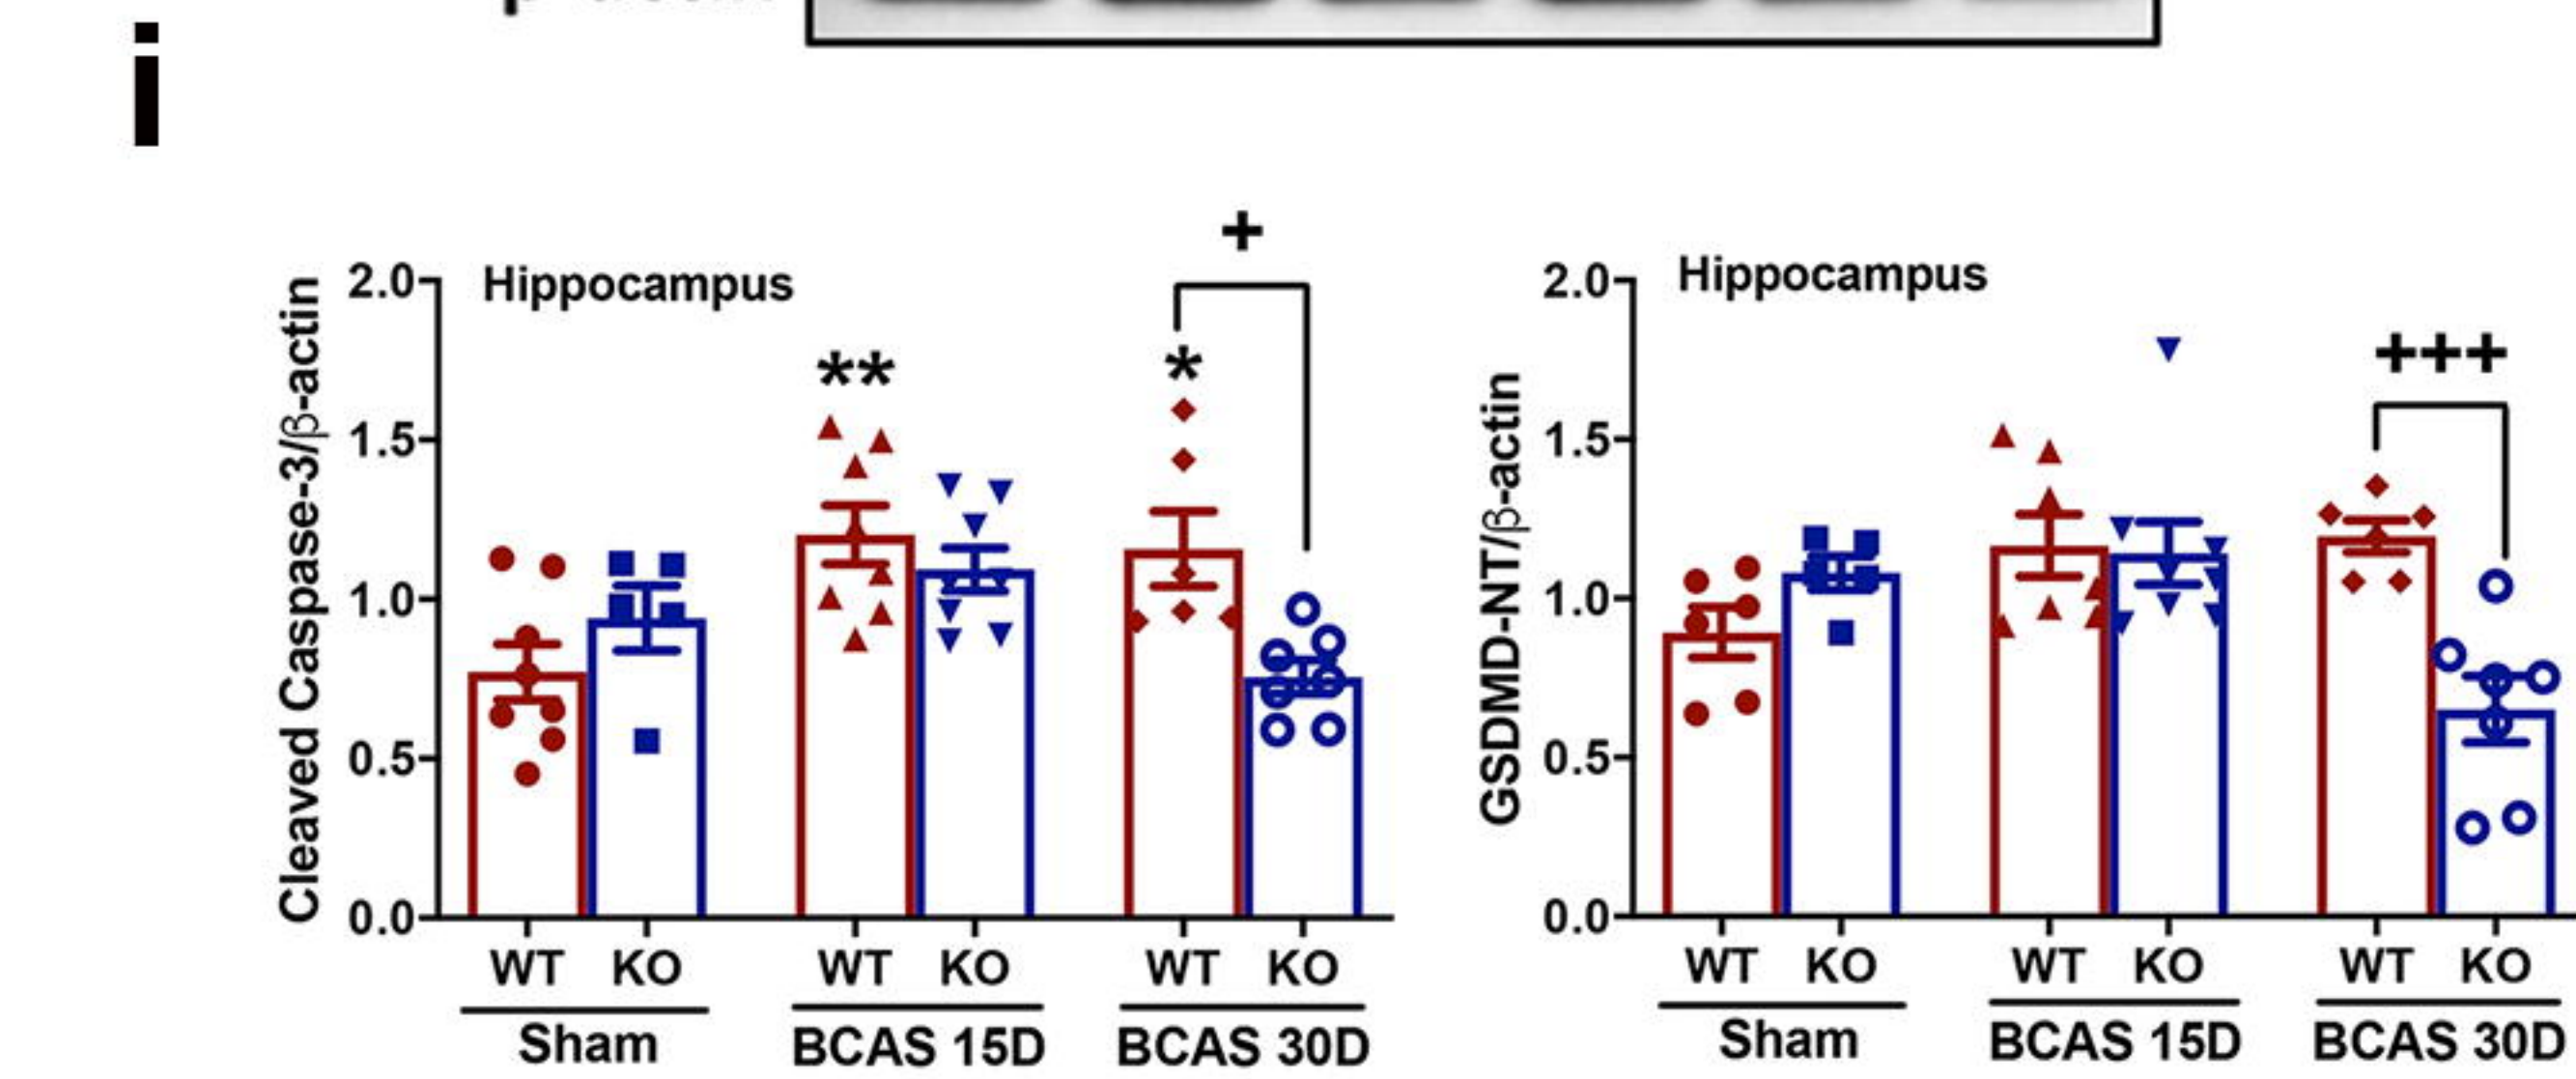 i
+
2.0 Hippocampus
** *
1.5
1.0
0.5
0.0
Cleaved Caspase-3/β-actin
WT KO WT KO WT KO
Sham BCAS 15D BCAS 30D
2.0 Hippocampus
+++
1.5
1.0
0.5
0.0
GSDMD-NT/β-actin
WT KO WT KO WT KO
Sham BCAS 15D BCAS 30D